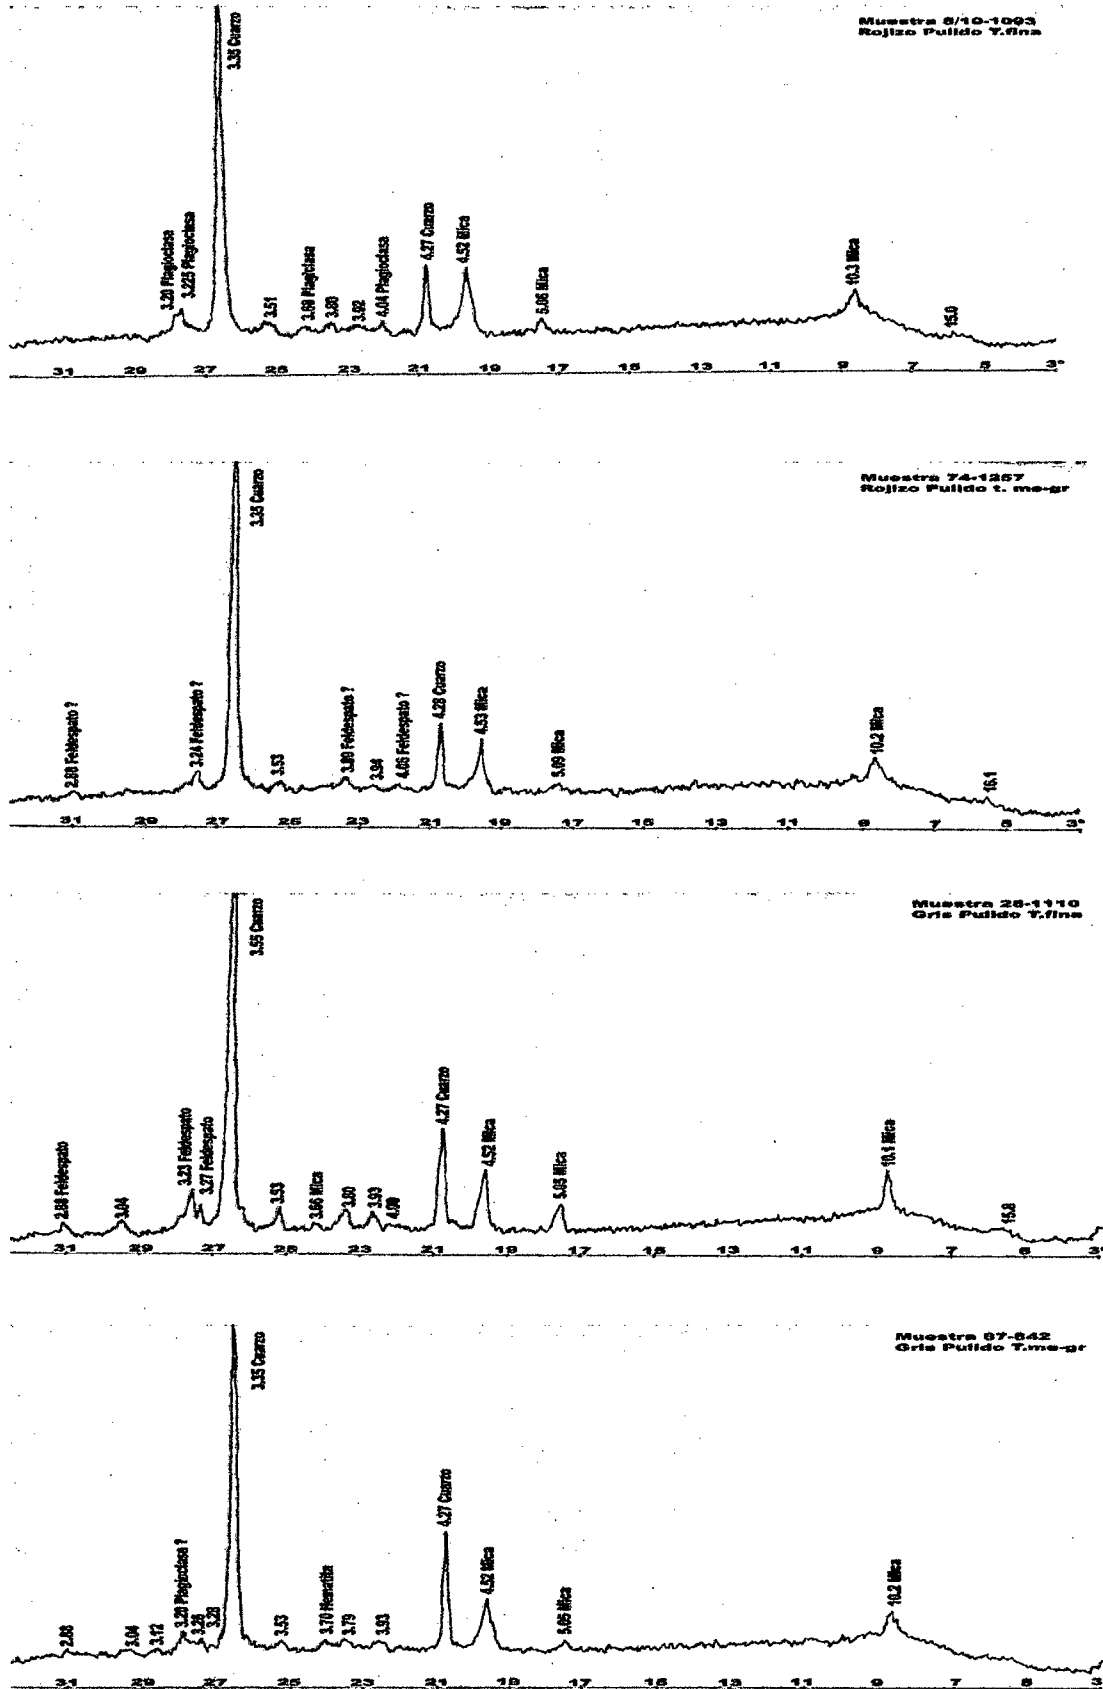 Muestra 8/10-1093
Rojizo Pulido T.fina
3.20 Plagioclasa
3.225 Plagioclasa
3.35 Cuarzo
3.51
3.80
3.92
4.04 Plagioclasa
4.27 Cuarzo
4.52 Mica
5.06 Mica
10.3 Mica
15.0
31 29 27 25 23 21 19 17 15 13 11 9 7 5 3°
Muestra 74-1257
Rojizo Pulido t. me-gr
2.88 Feldespato ?
3.24 Feldespato ?
3.35 Cuarzo
3.53
3.80 Feldespato ?
3.94
4.06 Feldespato ?
4.28 Cuarzo
4.53 Mica
5.09 Mica
10.2 Mica
16.1
31 29 27 25 23 21 19 17 15 13 11 9 7 5 3°
Muestra 28-1110
Gris Pulido T.fina
2.88 Feldespato
3.04
3.23 Feldespato
3.27 Feldespato
3.55 Cuarzo
3.53
3.66 Mica
3.80
3.93
4.27 Cuarzo
4.52 Mica
5.05 Mica
10.1 Mica
15.8
31 29 27 25 23 21 19 17 15 13 11 9 7 5 3°
Muestra 67-842
Gris Pulido T.me-gr
2.88
3.04
3.12
3.20 Plagioclasa ?
3.26
3.28
3.35 Cuarzo
3.53
3.70 Hematita
3.79
3.93
4.27 Cuarzo
4.52 Mica
5.06 Mica
10.2 Mica
31 29 27 25 23 21 19 17 15 13 11 9 7 5 3°